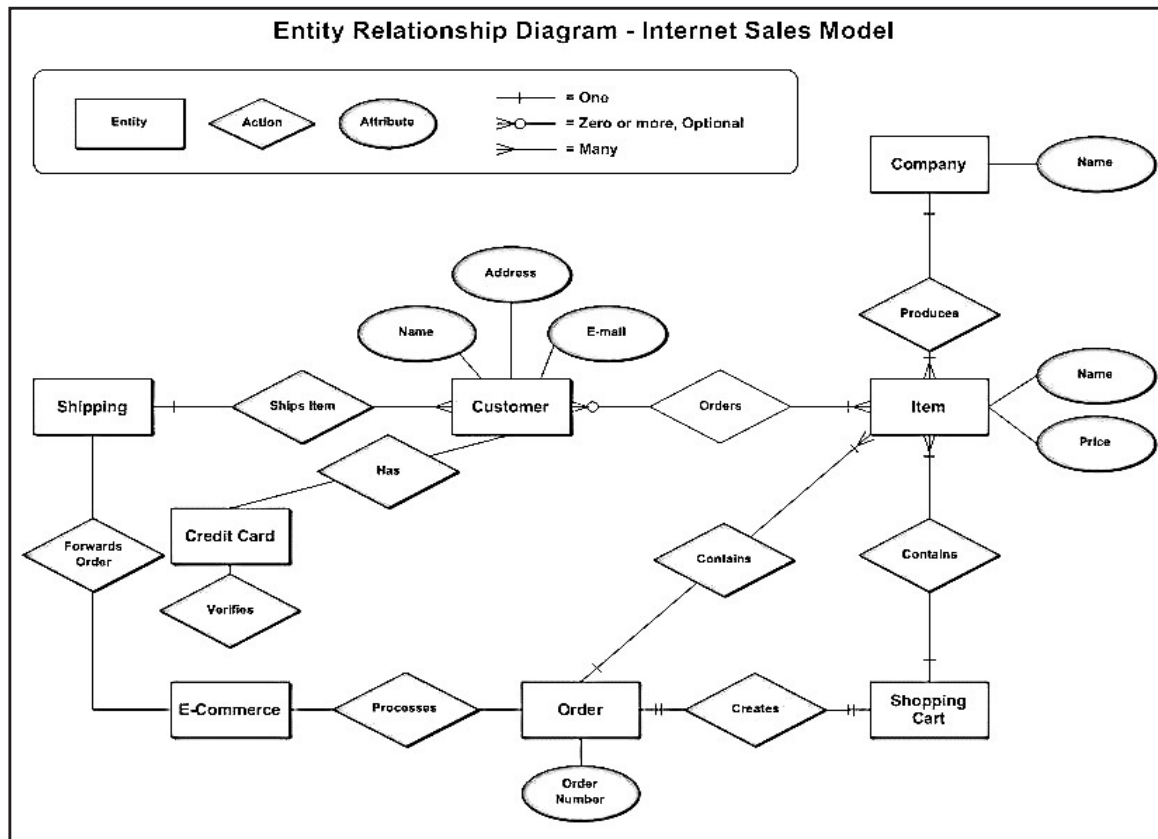 Entity Relationship Diagram - Internet Sales Model
Entity
Action
Attribute
= One
= Zero or more, Optional
= Many
Company
Name
Address
Name
E-mail
Produces
Shipping
Ships Item
Customer
Orders
Item
Name
Price
Has
Credit Card
Forwards
Order
Verifies
Contains
Contains
E-Commerce
Processes
Order
Creates
Shopping
Cart
Order
Number